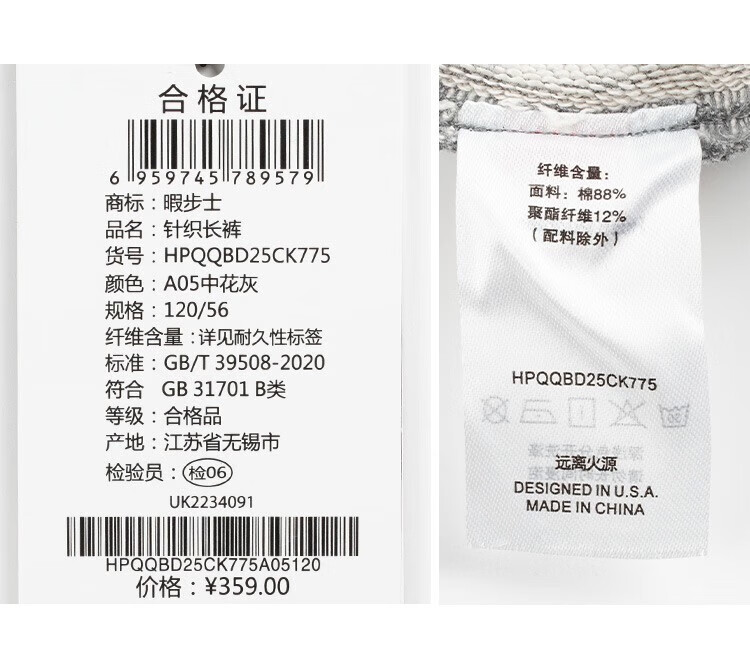 合格证
6 959745 789579
商标：暇步士
品名：针织长裤
货号：HPQQBD25CK775
颜色：A05中花灰
规格：120/56
纤维含量：详见耐久性标签
标准：GB/T 39508-2020
符合 GB 31701 B类
等级：合格品
产地：江苏省无锡市
检验员：检06
UK2234091
HPQQBD25CK775A05120
价格：¥359.00
纤维含量：
面料：棉88%
聚酯纤维12%
（配料除外）
HPQQBD25CK775
远离火源
DESIGNED IN U.S.A.
MADE IN CHINA